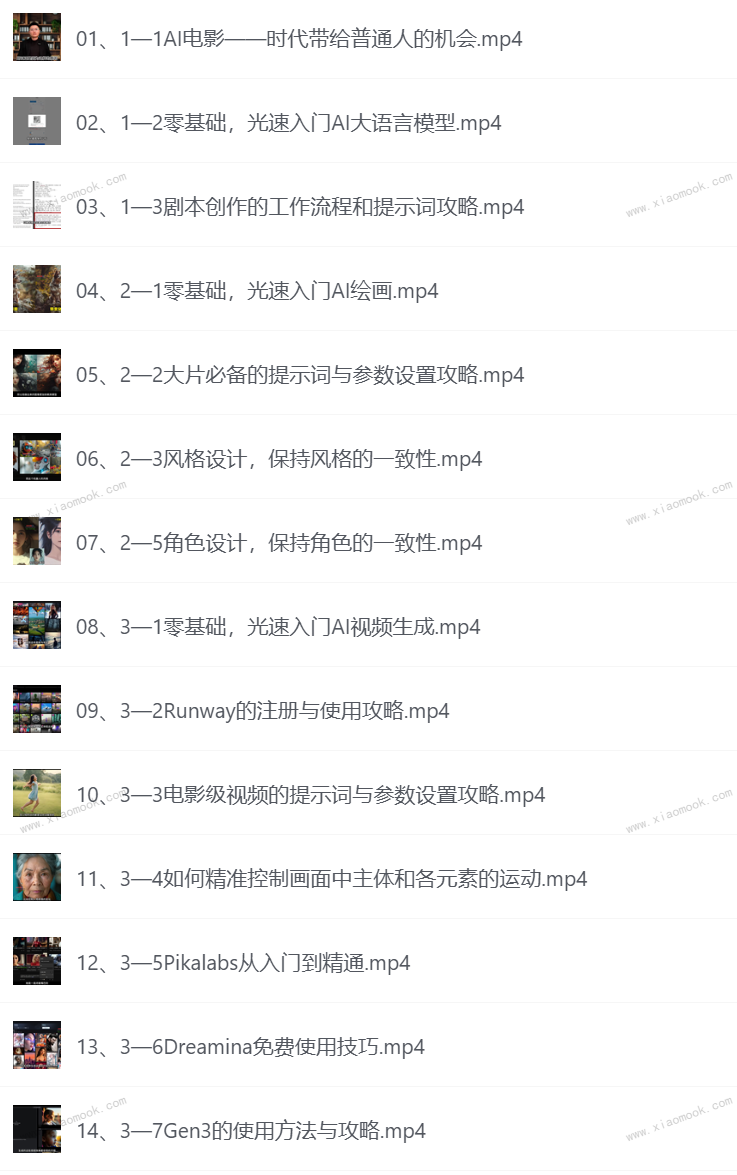 01、1—1AI电影——时代带给普通人的机会.mp4
02、1—2零基础，光速入门AI大语言模型.mp4
www.xiaomook.com
www.xiaomook.com
03、1—3剧本创作的工作流程和提示词攻略.mp4
04、2—1零基础，光速入门AI绘画.mp4
05、2—2大片必备的提示词与参数设置攻略.mp4
06、2—3风格设计，保持风格的一致性.mp4
www.xiaomook.com
www.xiaomook.com
07、2—5角色设计，保持角色的一致性.mp4
08、3—1零基础，光速入门AI视频生成.mp4
09、3—2Runway的注册与使用攻略.mp4
10、3—3电影级视频的提示词与参数设置攻略.mp4
www.xiaomook.com
www.xiaomook.com
11、3—4如何精准控制画面中主体和各元素的运动.mp4
12、3—5Pikalabs从入门到精通.mp4
13、3—6Dreamina免费使用技巧.mp4
14、3—7Gen3的使用方法与攻略.mp4
www.xiaomook.com
www.xiaomook.com